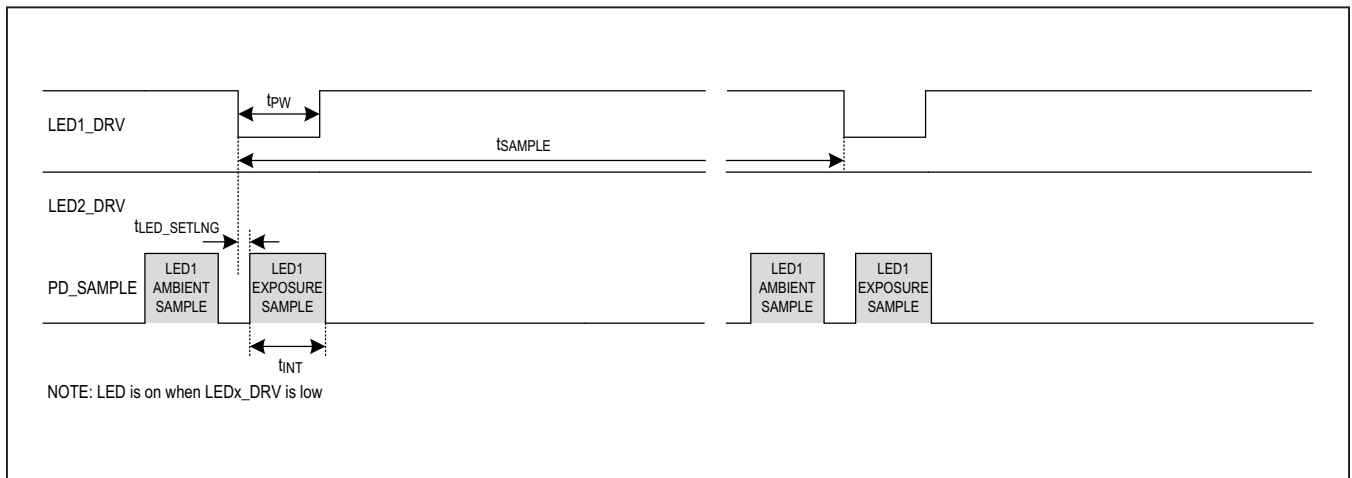 tPW
LED1_DRV
tSAMPLE
LED2_DRV
tLED_SETLNG
PD_SAMPLE
LED1
AMBIENT
SAMPLE
LED1
EXPOSURE
SAMPLE
LED1
AMBIENT
SAMPLE
LED1
EXPOSURE
SAMPLE
tINT
NOTE: LED is on when LEDx_DRV is low